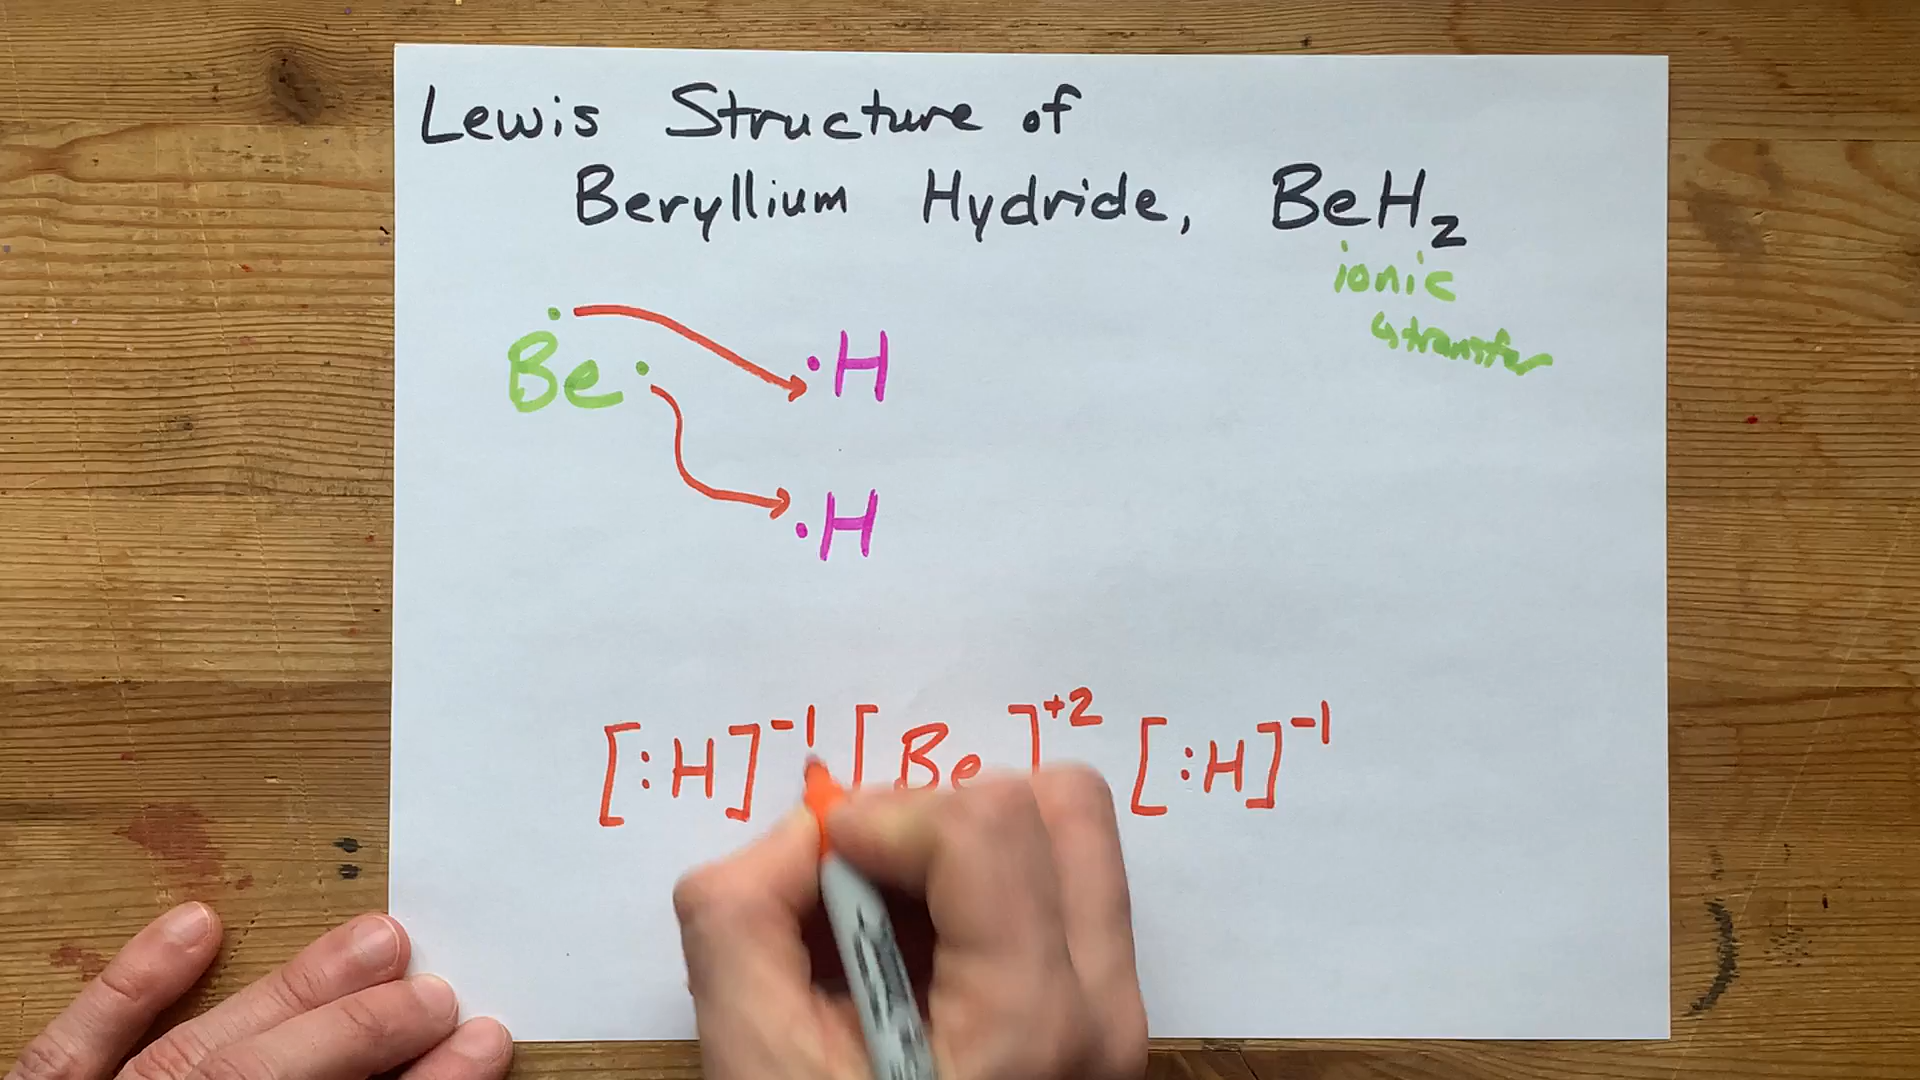 Lewis Structure of
Beryllium Hydride, BeH₂
ionic
↳transfer
Be· ·H
·H
[:H]⁻¹ [Be]⁺² [:H]⁻¹